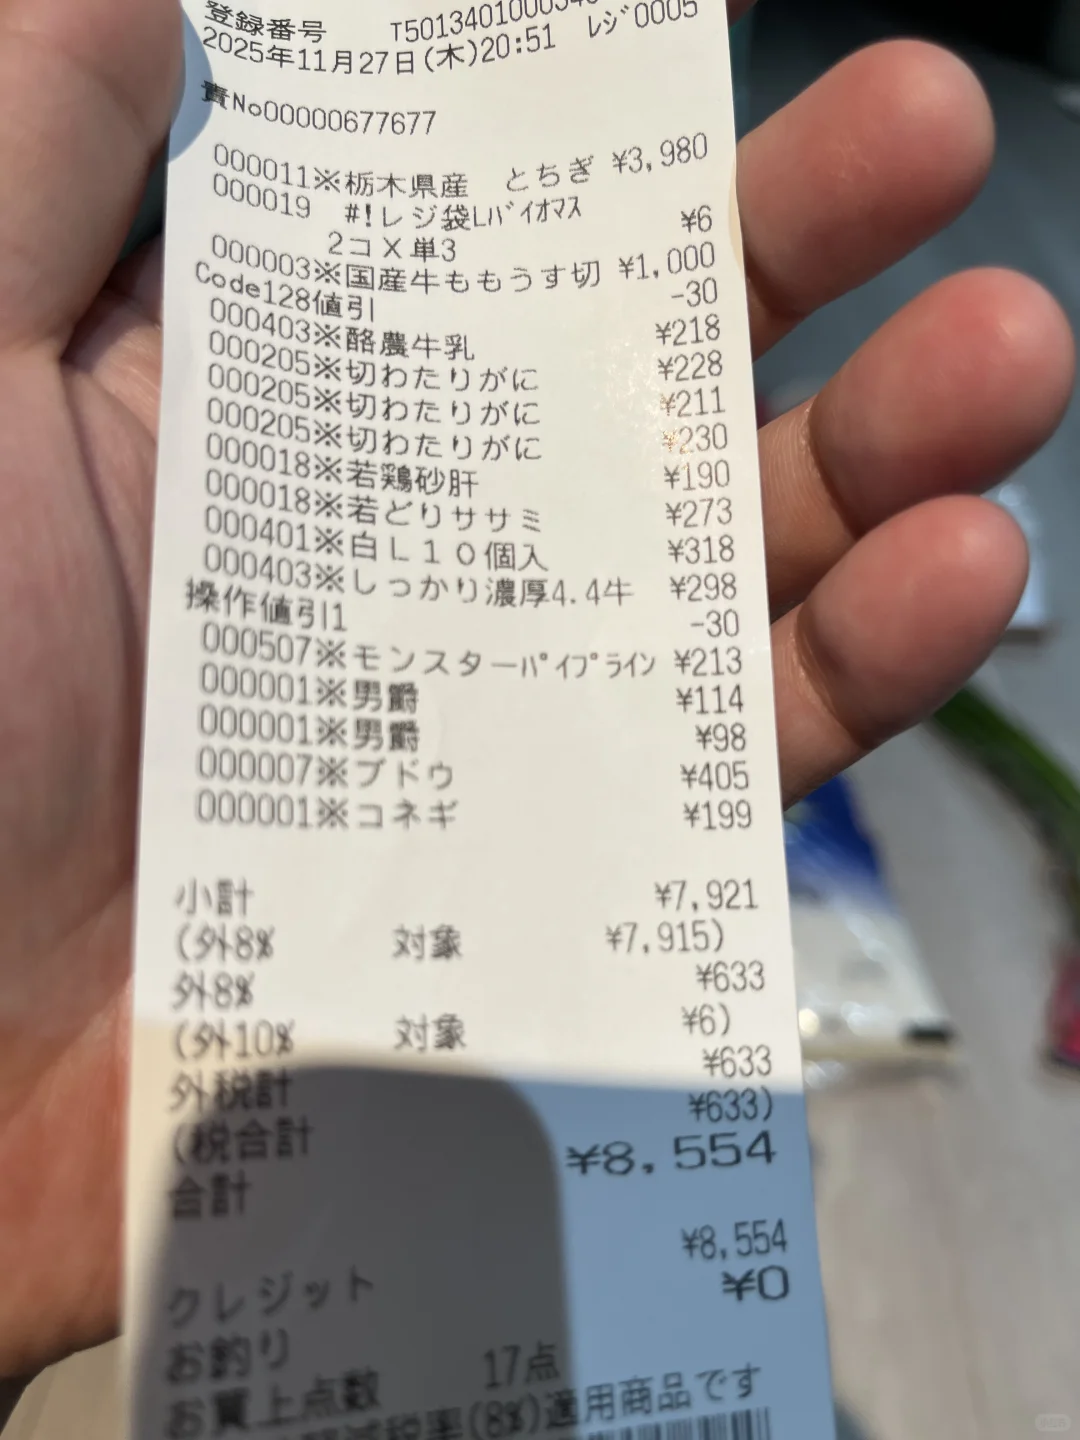 登録番号 T5013401000
2025年11月27日(木)20:51 レジ0005
責No00000677677
000011※栃木県産 とちぎ ¥3,980
000019 #!レジ袋Lバイオマス ¥6
2コX単3
000003※国産牛ももうす切 ¥1,000
Code128値引 -30
000403※酪農牛乳 ¥218
000205※切わたりがに ¥228
000205※切わたりがに ¥211
000205※切わたりがに ¥230
000018※若鶏砂肝 ¥190
000018※若どりササミ ¥273
000401※白L10個入 ¥318
000403※しっかり濃厚4.4牛 ¥298
操作値引1 -30
000507※モンスターパイプライン ¥213
000001※男爵 ¥114
000001※男爵 ¥98
000007※ブドウ ¥405
000001※コネギ ¥199
小計 ¥7,921
(外8% 対象 ¥7,915)
外8% ¥633
(外10% 対象 ¥6)
外税計 ¥633
(税合計 ¥633)
合計 ¥8,554
クレジット ¥8,554
お釣り ¥0
お買上点数 17点
減税率(8%)適用商品です